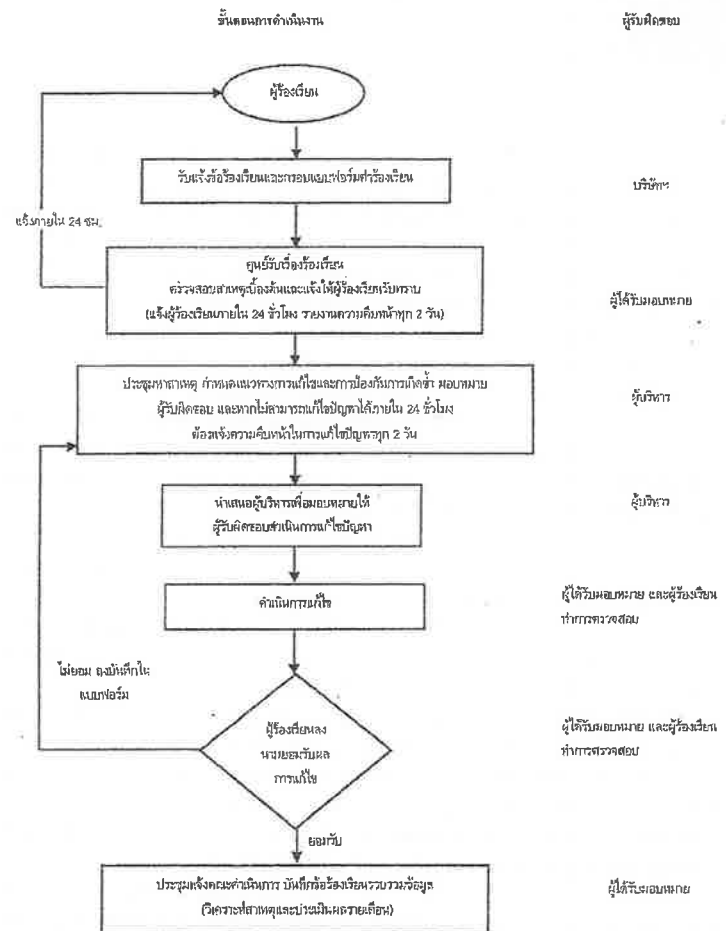 ขั้นตอนการดำเนินงาน
ผู้รับผิดชอบ
ผู้ร้องเรียน
รับแจ้งข้อร้องเรียนและกรอกแบบฟอร์มคำร้องเรียน
บริษัทฯ
แจ้งภายใน 24 ชม.
ศูนย์รับเรื่องร้องเรียน
ตรวจสอบสาเหตุเบื้องต้นและแจ้งให้ผู้ร้องเรียนรับทราบ
(แจ้งผู้ร้องเรียนภายใน 24 ชั่วโมง รายงานความคืบหน้าทุก 2 วัน)
ผู้ได้รับมอบหมาย
ประชุมหาสาเหตุ กำหนดแนวทางการแก้ไขและการป้องกันการเกิดซ้ำ มอบหมาย
ผู้รับผิดชอบ และหากไม่สามารถแก้ไขปัญหาได้ภายใน 24 ชั่วโมง
ต้องแจ้งความคืบหน้าในการแก้ไขปัญหาทุก 2 วัน
ผู้บริหาร
นำเสนอผู้บริหารเพื่อมอบหมายให้
ผู้รับผิดชอบดำเนินการแก้ไขปัญหา
ผู้บริหาร
ดำเนินการแก้ไข
ผู้ได้รับมอบหมาย และผู้ร้องเรียน
ทำการตรวจสอบ
ไม่ยอม ลงบันทึกใน
แบบฟอร์ม
ผู้ร้องเรียนลง
นามยอมรับผล
การแก้ไข
ผู้ได้รับมอบหมาย และผู้ร้องเรียน
ทำการตรวจสอบ
ยอมรับ
ประชุมแจ้งคณะดำเนินการ บันทึกข้อร้องเรียนรวบรวมข้อมูล
(วิเคราะห์สาเหตุและประเมินผลรายเดือน)
ผู้ได้รับมอบหมาย